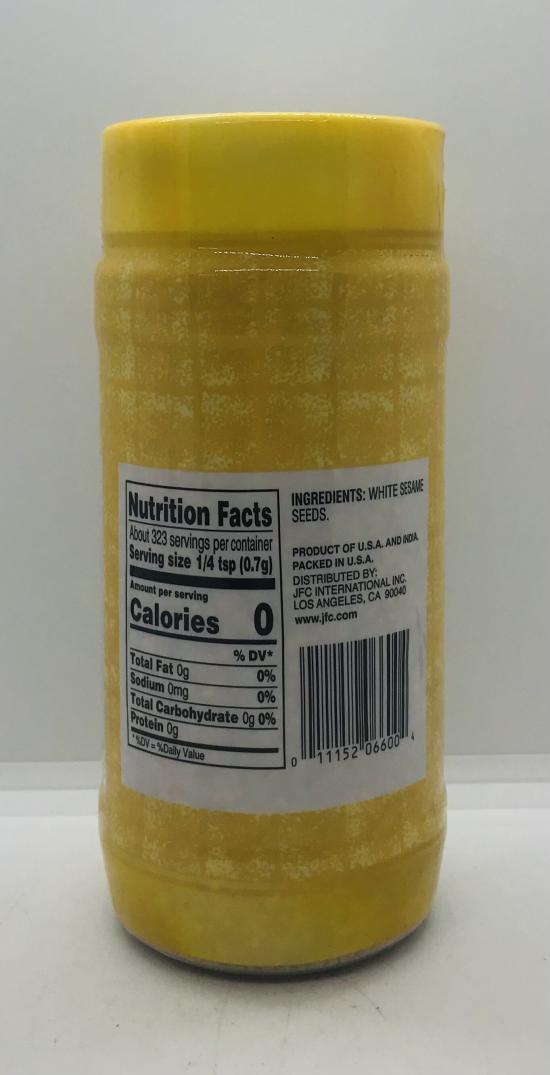 Nutrition Facts
About 323 servings per container
Serving size 1/4 tsp (0.7g)
Amount per serving
Calories 0
% DV*
Total Fat 0g 0%
Sodium 0mg 0%
Total Carbohydrate 0g 0%
Protein 0g
*%DV = %Daily Value
INGREDIENTS: WHITE SESAME
SEEDS.
PRODUCT OF U.S.A. AND INDIA.
PACKED IN U.S.A.
DISTRIBUTED BY:
JFC INTERNATIONAL INC.
LOS ANGELES, CA 90040
www.jfc.com
0 11152 06600 4